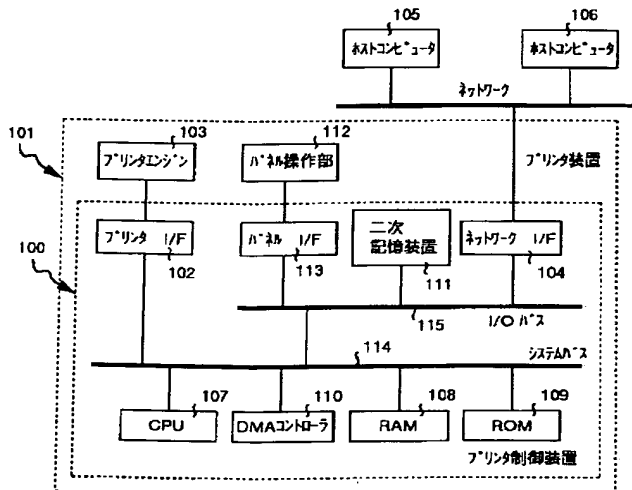 105
106
ホストコンピュータ
ホストコンピュータ
ネットワーク
101
103
112
プリンタエンジン
パネル操作部
プリンタ装置
100
プリンタ I/F
パネル I/F
二次
記憶装置
ネットワーク I/F
102
113
111
104
115
I/O バス
114
システムバス
107
110
108
109
CPU
DMAコントローラ
RAM
ROM
プリンタ制御装置